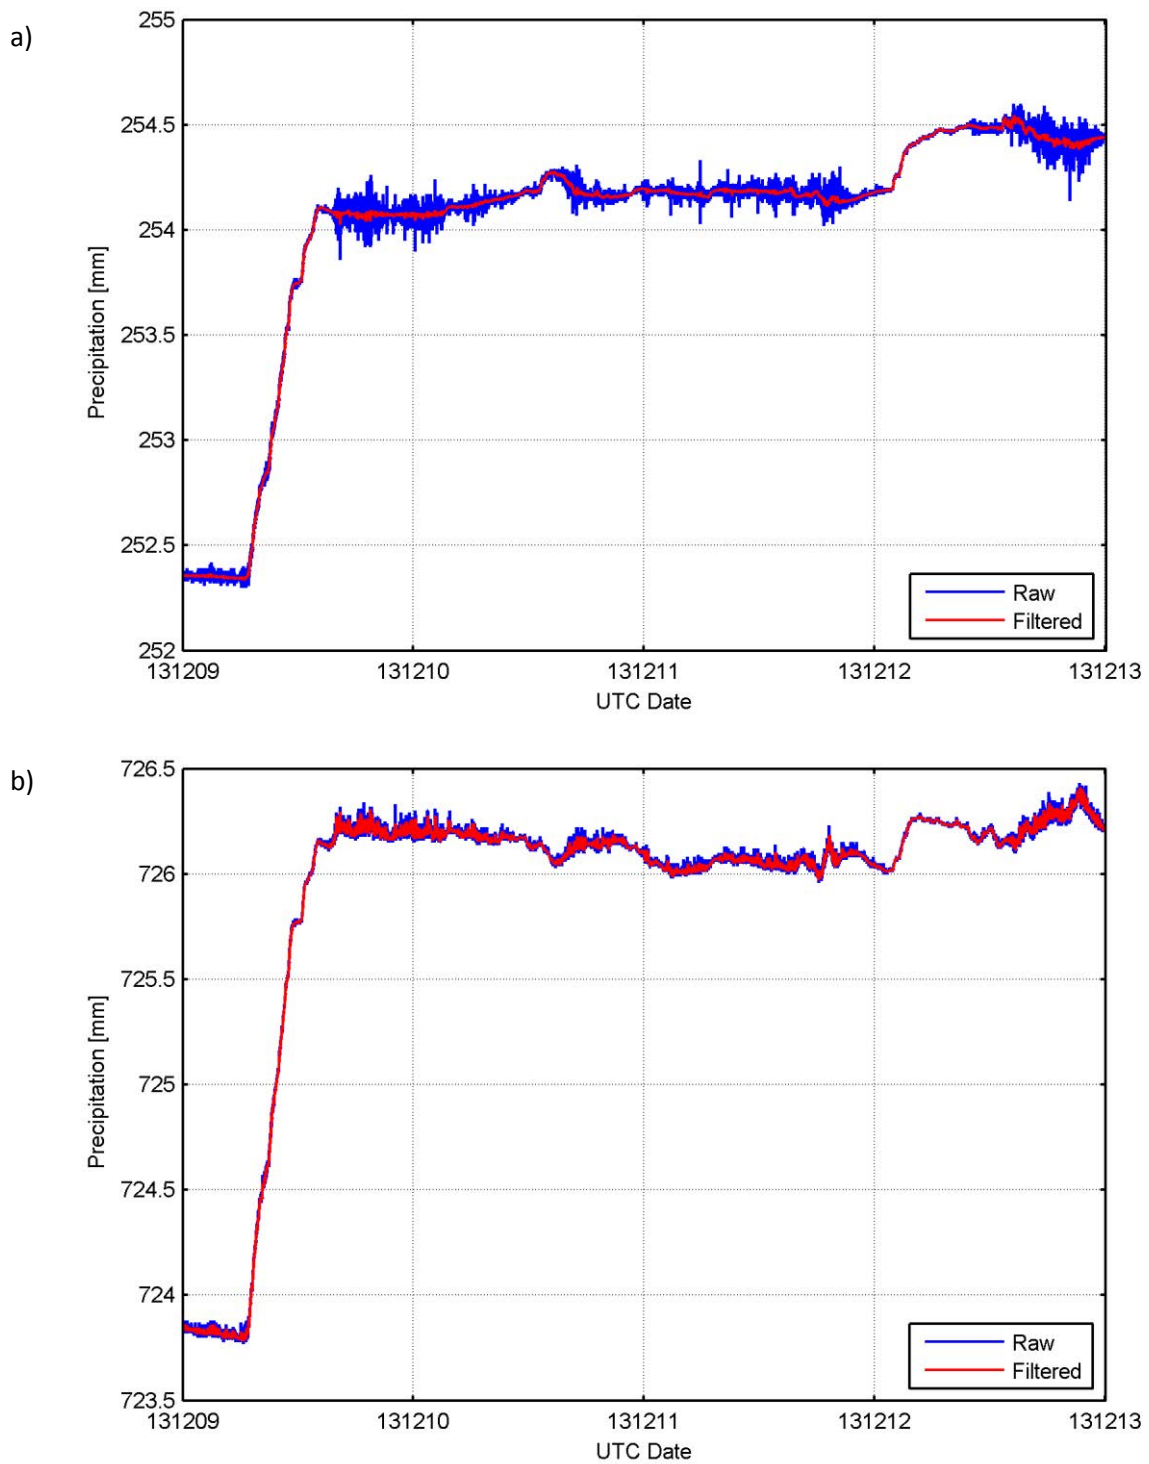 a)
255
254.5
254
253.5
253
252.5
252
Precipitation [mm]
Raw
Filtered
131209 131210 131211 131212 131213
UTC Date
b)
726.5
726
725.5
725
724.5
724
723.5
Precipitation [mm]
Raw
Filtered
131209 131210 131211 131212 131213
UTC Date